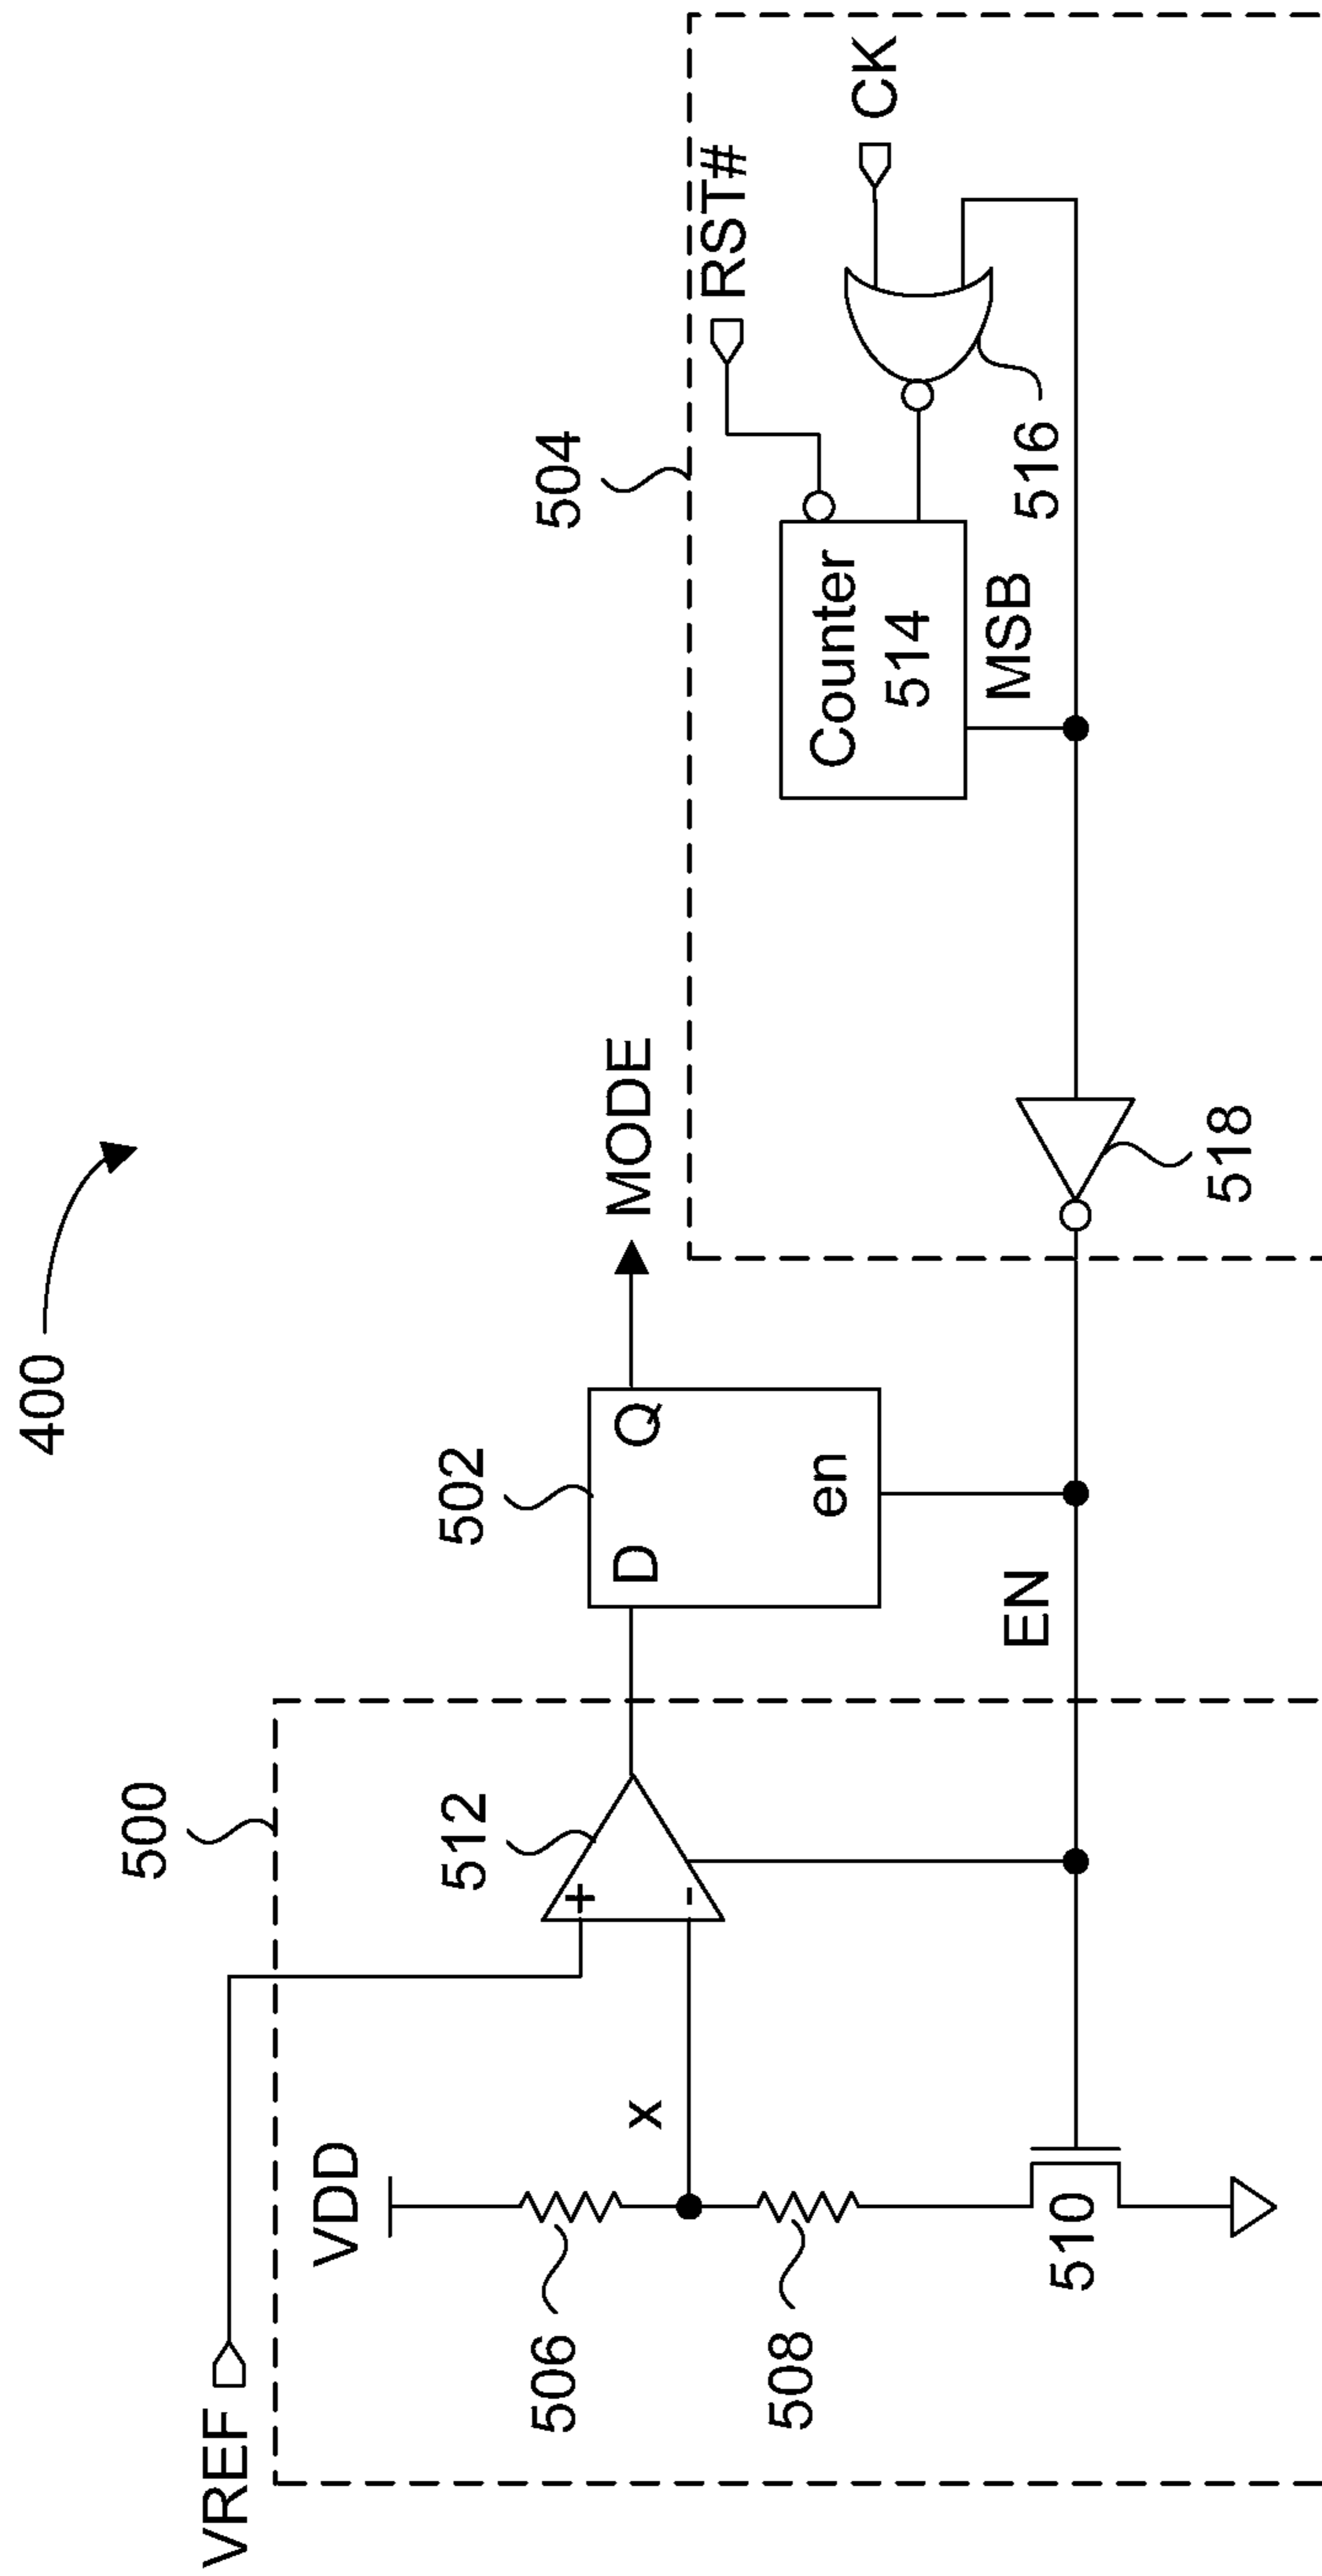 400
500
VREF
VDD
506
508
510
x
512
+
-
502
D
Q
en
EN
MODE
504
RST#
CK
Counter
514
MSB
516
518